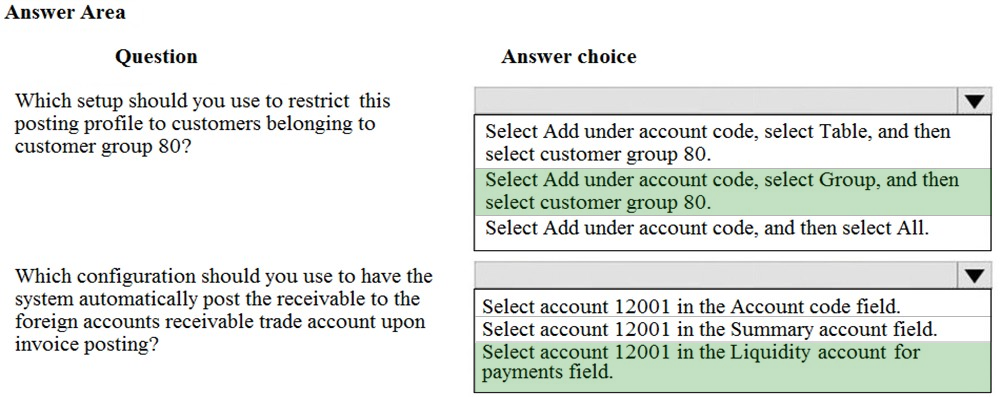 Answer Area
Question
Answer choice
Which setup should you use to restrict this
posting profile to customers belonging to
customer group 80?
Select Add under account code, select Table, and then
select customer group 80.
Select Add under account code, select Group, and then
select customer group 80.
Select Add under account code, and then select All.
Which configuration should you use to have the
system automatically post the receivable to the
foreign accounts receivable trade account upon
invoice posting?
Select account 12001 in the Account code field.
Select account 12001 in the Summary account field.
Select account 12001 in the Liquidity account for
payments field.